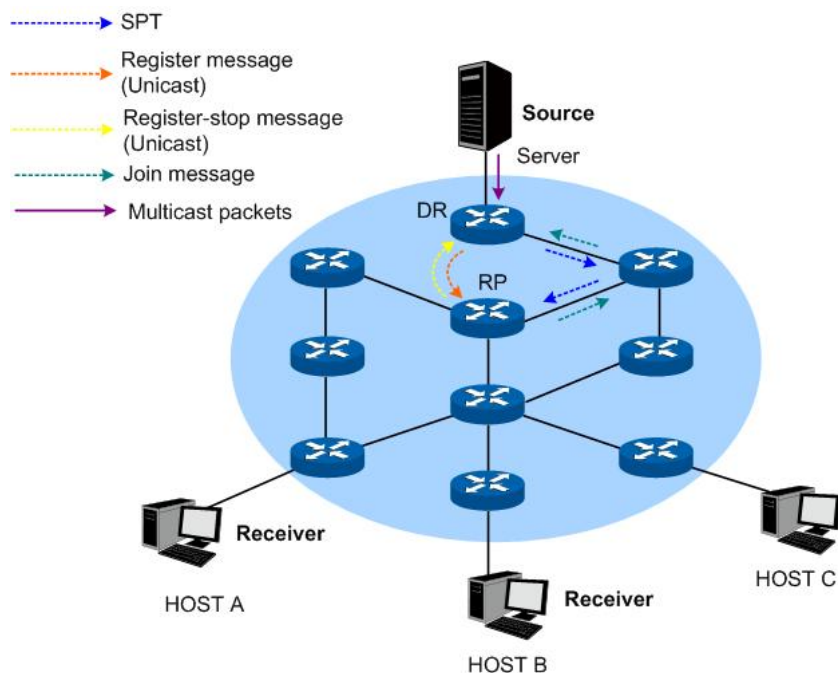 SPT
Register message
(Unicast)
Register-stop message
(Unicast)
Join message
Multicast packets
Source
Server
DR
RP
Receiver
HOST A
Receiver
HOST B
HOST C